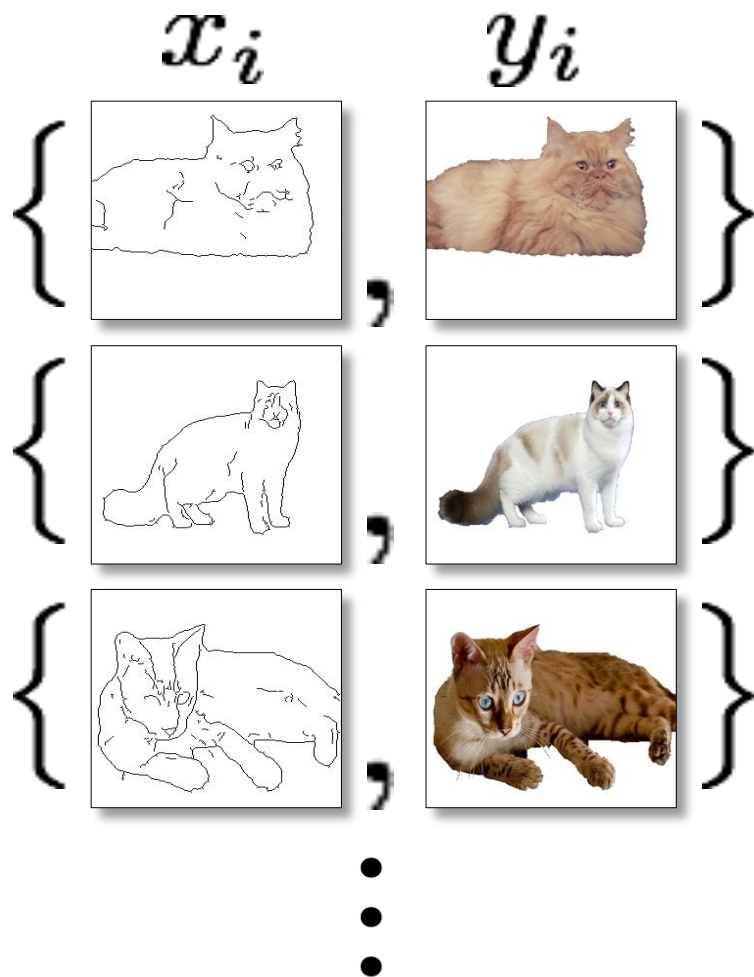 x_i y_i
{ , }
{ , }
{ , }
⋮